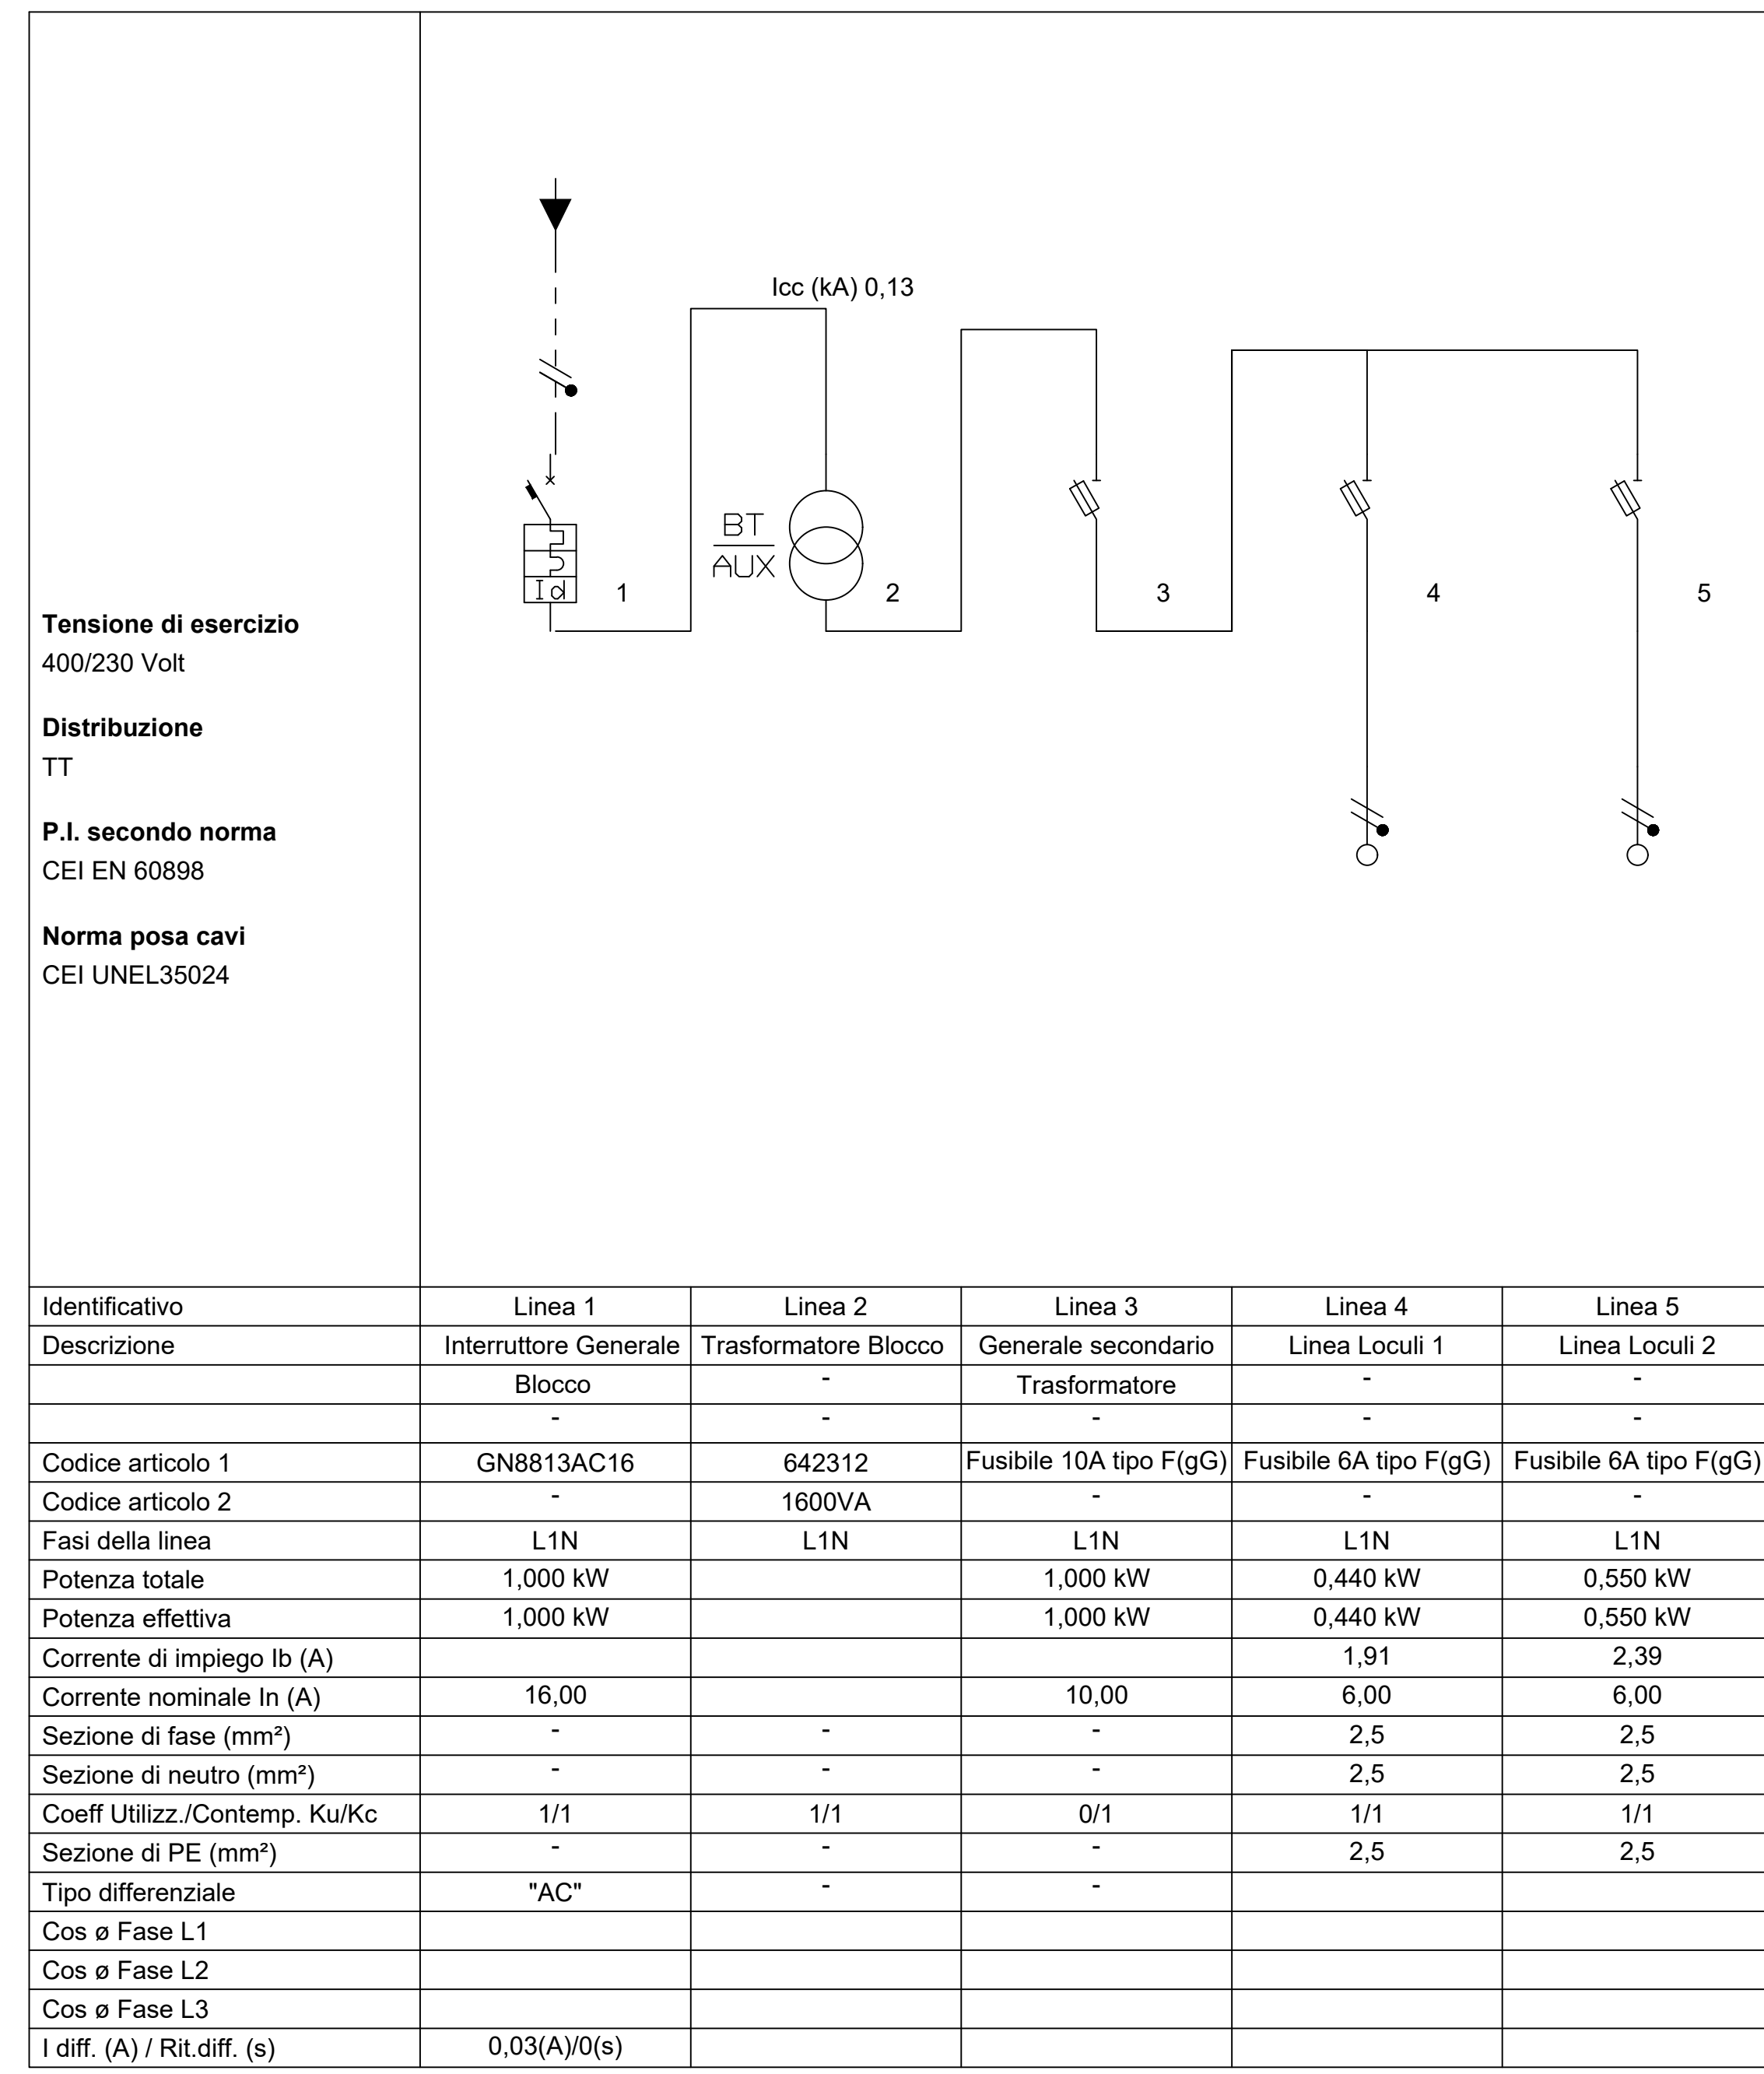 Icc (kA) 0,13
BT
AUX
Id
1
2
3
4
5
Tensione di esercizio
400/230 Volt
Distribuzione
TT
P.I. secondo norma
CEI EN 60898
Norma posa cavi
CEI UNEL35024
Identificativo Linea 1 Linea 2 Linea 3 Linea 4 Linea 5
Descrizione Interruttore Generale Trasformatore Blocco Generale secondario Linea Loculi 1 Linea Loculi 2
Blocco - Trasformatore - -
- - - - -
Codice articolo 1 GN8813AC16 642312 Fusibile 10A tipo F(gG) Fusibile 6A tipo F(gG) Fusibile 6A tipo F(gG)
Codice articolo 2 - 1600VA - - -
Fasi della linea L1N L1N L1N L1N L1N
Potenza totale 1,000 kW 1,000 kW 0,440 kW 0,550 kW
Potenza effettiva 1,000 kW 1,000 kW 0,440 kW 0,550 kW
Corrente di impiego Ib (A) 1,91 2,39
Corrente nominale In (A) 16,00 10,00 6,00 6,00
Sezione di fase (mm²) - - - 2,5 2,5
Sezione di neutro (mm²) - - - 2,5 2,5
Coeff Utilizz./Contemp. Ku/Kc 1/1 1/1 0/1 1/1 1/1
Sezione di PE (mm²) - - - 2,5 2,5
Tipo differenziale "AC" - -
Cos ø Fase L1
Cos ø Fase L2
Cos ø Fase L3
I diff. (A) / Rit.diff. (s) 0,03(A)/0(s)